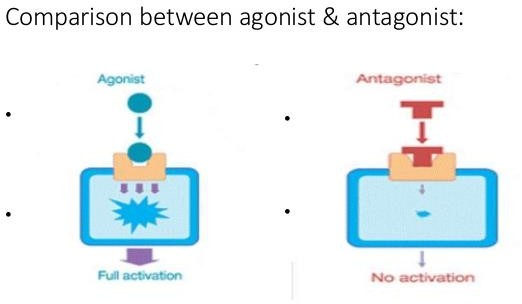 Comparison between agonist & antagonist:
Agonist
Antagonist
Full activation
No activation